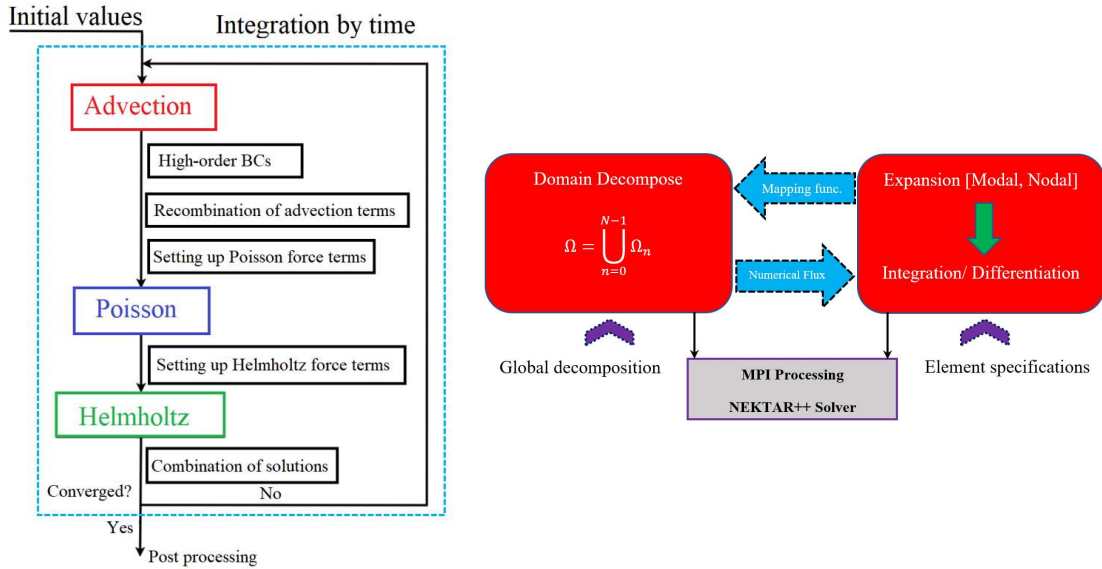 Initial values
Integration by time
Advection
High-order BCs
Recombination of advection terms
Setting up Poisson force terms
Poisson
Setting up Helmholtz force terms
Helmholtz
Combination of solutions
Converged?
No
Yes
Post processing
Domain Decompose
N−1
Ω = ⋃ Ωn
n=0
Mapping func.
Numerical Flux
Expansion [Modal, Nodal]
Integration/ Differentiation
Global decomposition
Element specifications
MPI Processing
NEKTAR++ Solver